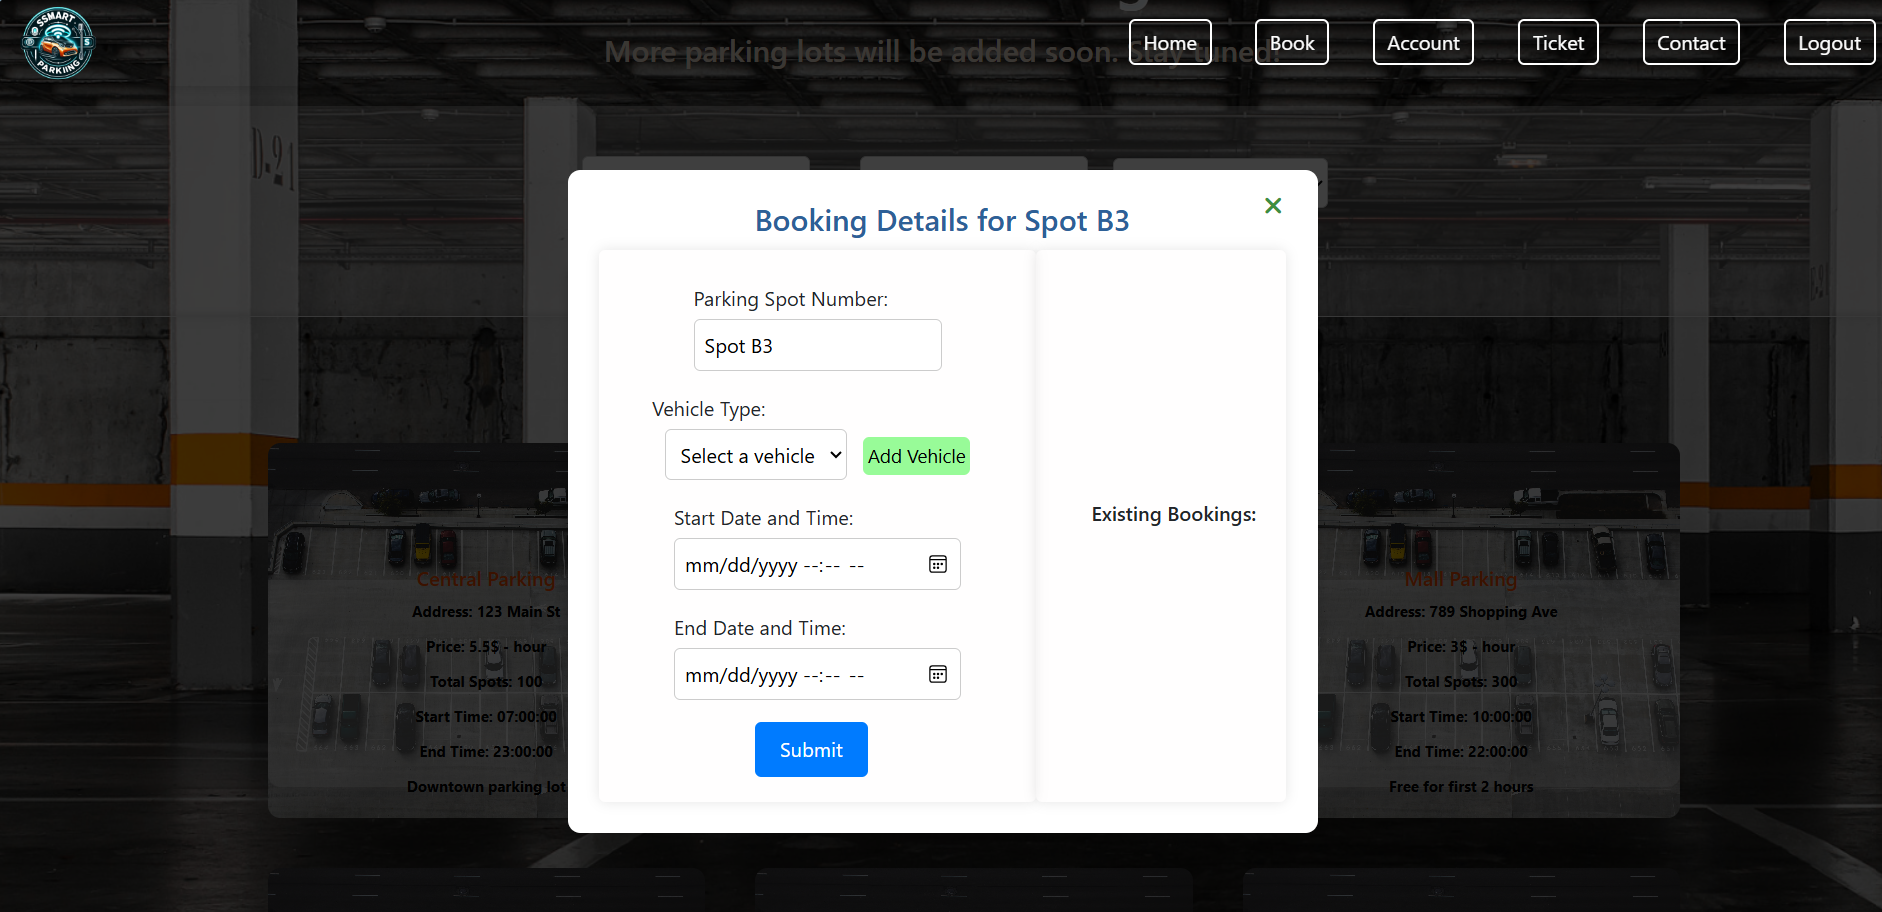 SSMART
PARKIING
More parking lots will be added soon. Stay tuned!
Home
Book
Account
Ticket
Contact
Logout
D.21
Booking Details for Spot B3
Parking Spot Number:
Spot B3
Vehicle Type:
Select a vehicle
Add Vehicle
Start Date and Time:
mm/dd/yyyy --:-- --
End Date and Time:
mm/dd/yyyy --:-- --
Submit
Existing Bookings:
Central Parking
Address: 123 Main St
Price: 5.5$ - hour
Total Spots: 100
Start Time: 07:00:00
End Time: 23:00:00
Downtown parking lot
Mall Parking
Address: 789 Shopping Ave
Price: 3$ - hour
Total Spots: 300
Start Time: 10:00:00
End Time: 22:00:00
Free for first 2 hours